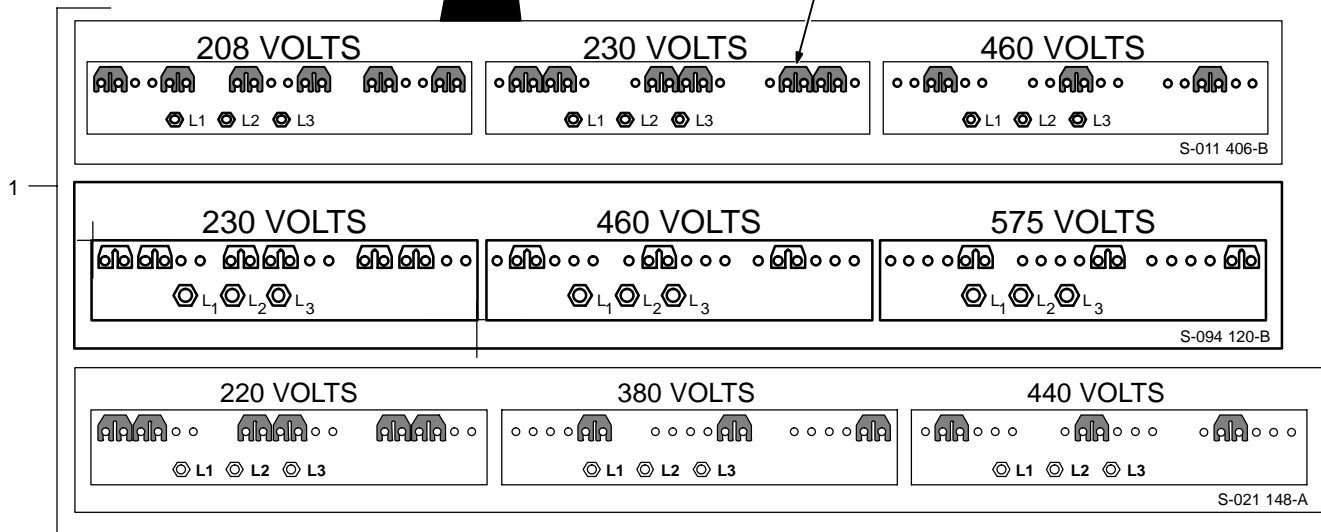 208 VOLTS 230 VOLTS 460 VOLTS
L1 L2 L3 L1 L2 L3 L1 L2 L3
S-011 406-B
1
230 VOLTS 460 VOLTS 575 VOLTS
L1 L2 L3 L1 L2 L3 L1 L2 L3
S-094 120-B
220 VOLTS 380 VOLTS 440 VOLTS
L1 L2 L3 L1 L2 L3 L1 L2 L3
S-021 148-A